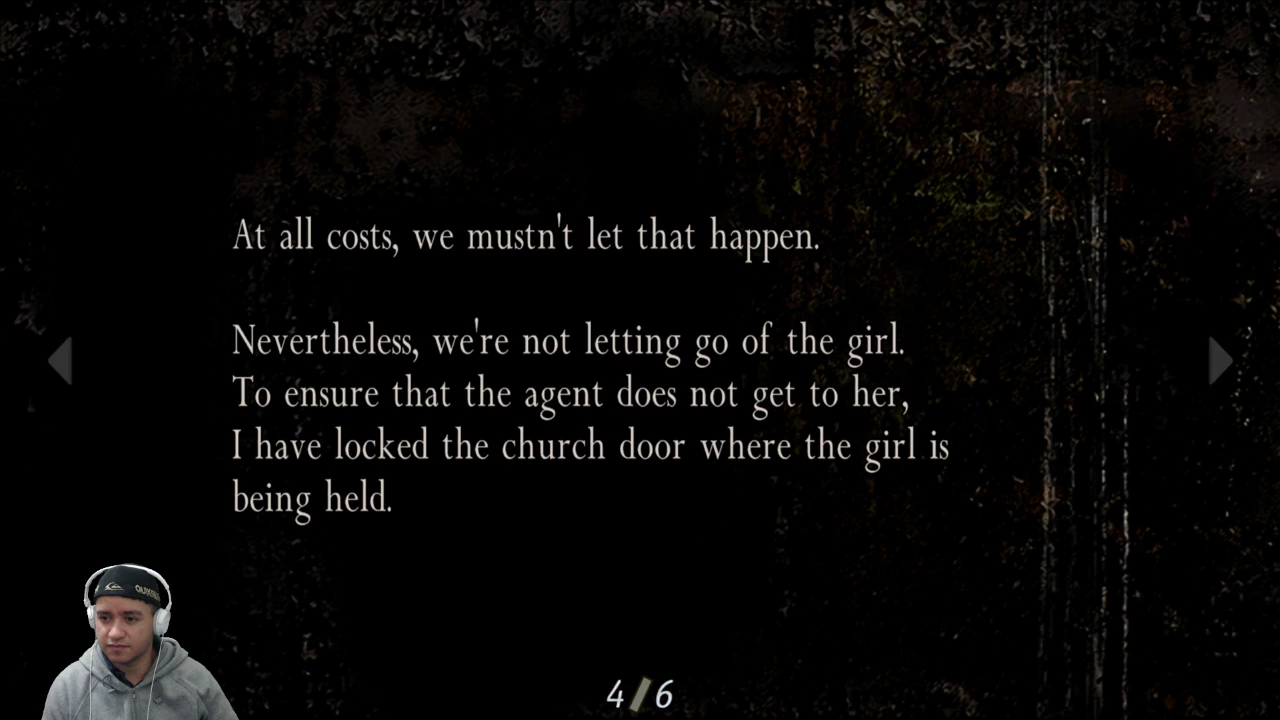 At all costs, we mustn't let that happen.
Nevertheless, we're not letting go of the girl.
To ensure that the agent does not get to her,
I have locked the church door where the girl is
being held.
4/6